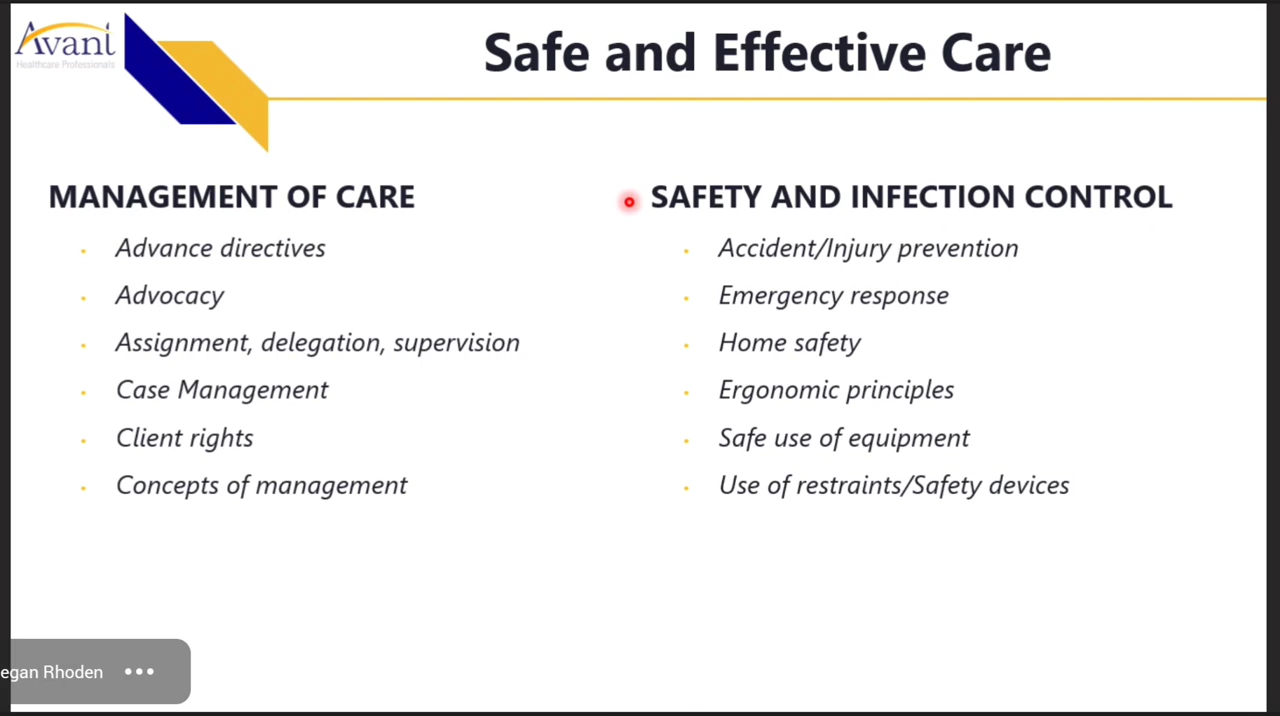 Avant
Healthcare Professionals
Safe and Effective Care
MANAGEMENT OF CARE
· Advance directives
· Advocacy
· Assignment, delegation, supervision
· Case Management
· Client rights
· Concepts of management
SAFETY AND INFECTION CONTROL
· Accident/Injury prevention
· Emergency response
· Home safety
· Ergonomic principles
· Safe use of equipment
· Use of restraints/Safety devices
egan Rhoden